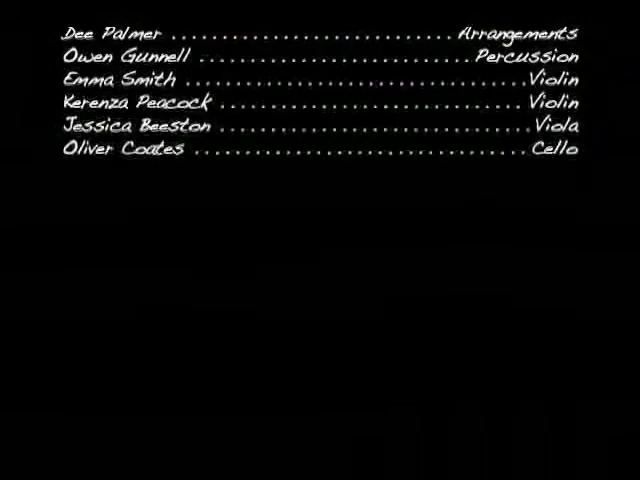 Dee Palmer ........................ Arrangements
Owen Gunnell ...................... Percussion
Emma Smith ............................ Violin
Kerenza Peacock ......................... Violin
Jessica Beeston .......................... Viola
Oliver Coates ............................ Cello